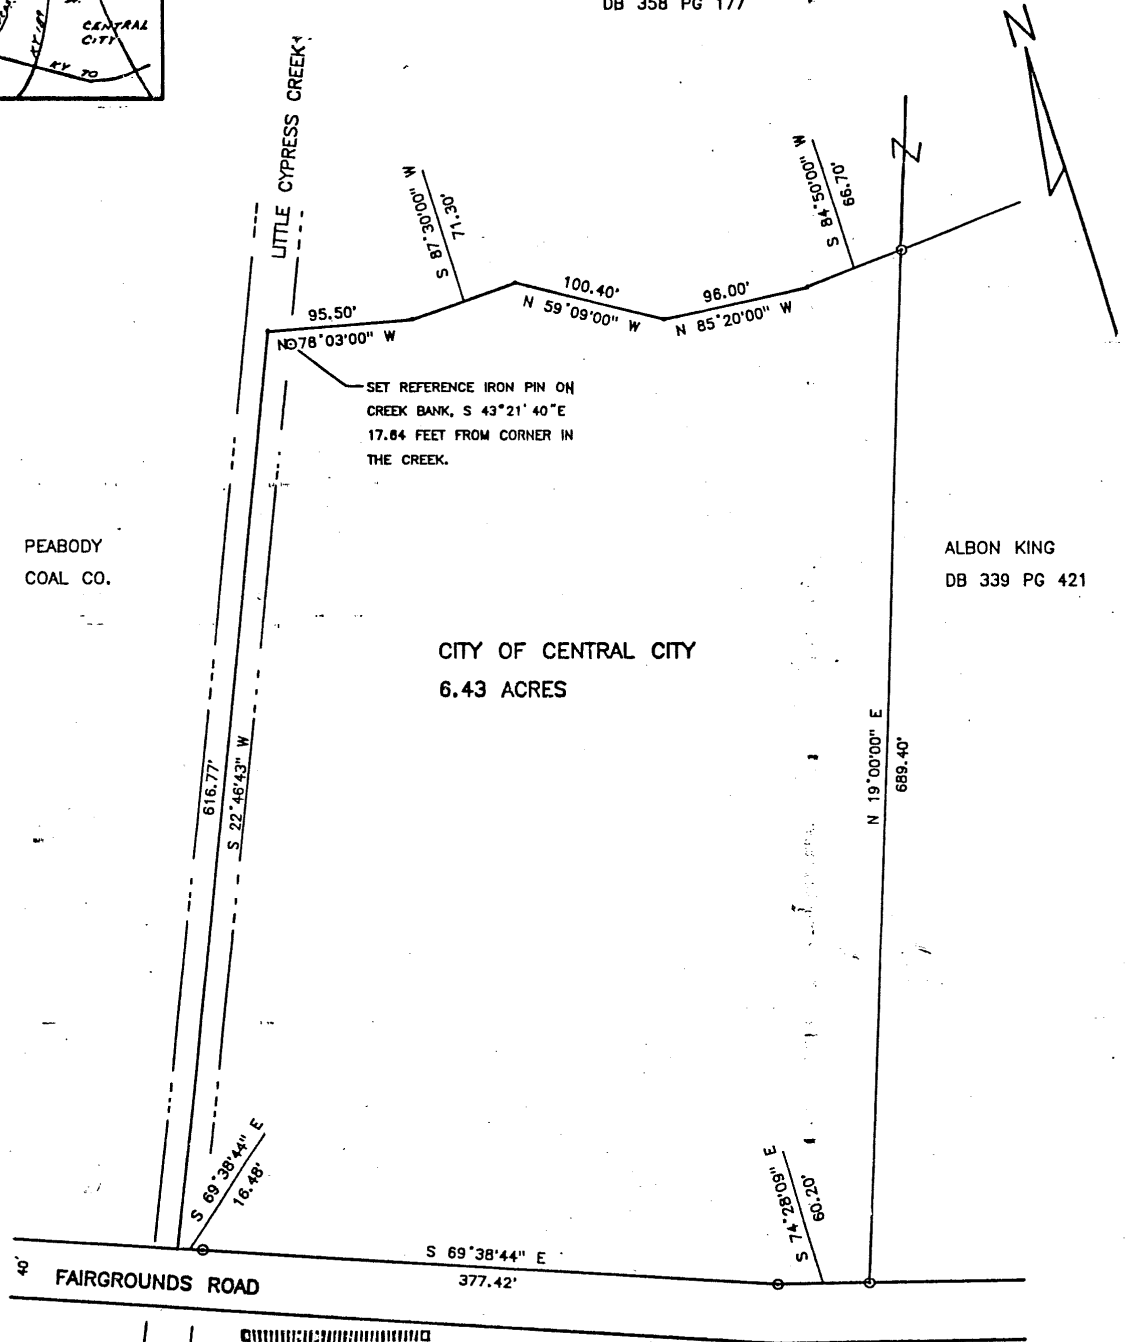 DB 358 PG 177
CENTRAL
CITY
KY 189
KY 70
LITTLE CYPRESS CREEK
N
N
S 87°30'00" W
71.30'
S 84°50'00" W
66.70'
95.50'
N 78°03'00" W
100.40'
N 59°09'00" W
96.00'
N 85°20'00" W
SET REFERENCE IRON PIN ON
CREEK BANK, S 43°21'40"E
17.64 FEET FROM CORNER IN
THE CREEK.
PEABODY
COAL CO.
ALBON KING
DB 339 PG 421
CITY OF CENTRAL CITY
6.43 ACRES
616.77'
S 22°46'43" W
N 19°00'00" E
689.40'
S 69°38'44" E
16.48'
S 74°28'09" E
60.20'
S 69°38'44" E
377.42'
40'
FAIRGROUNDS ROAD